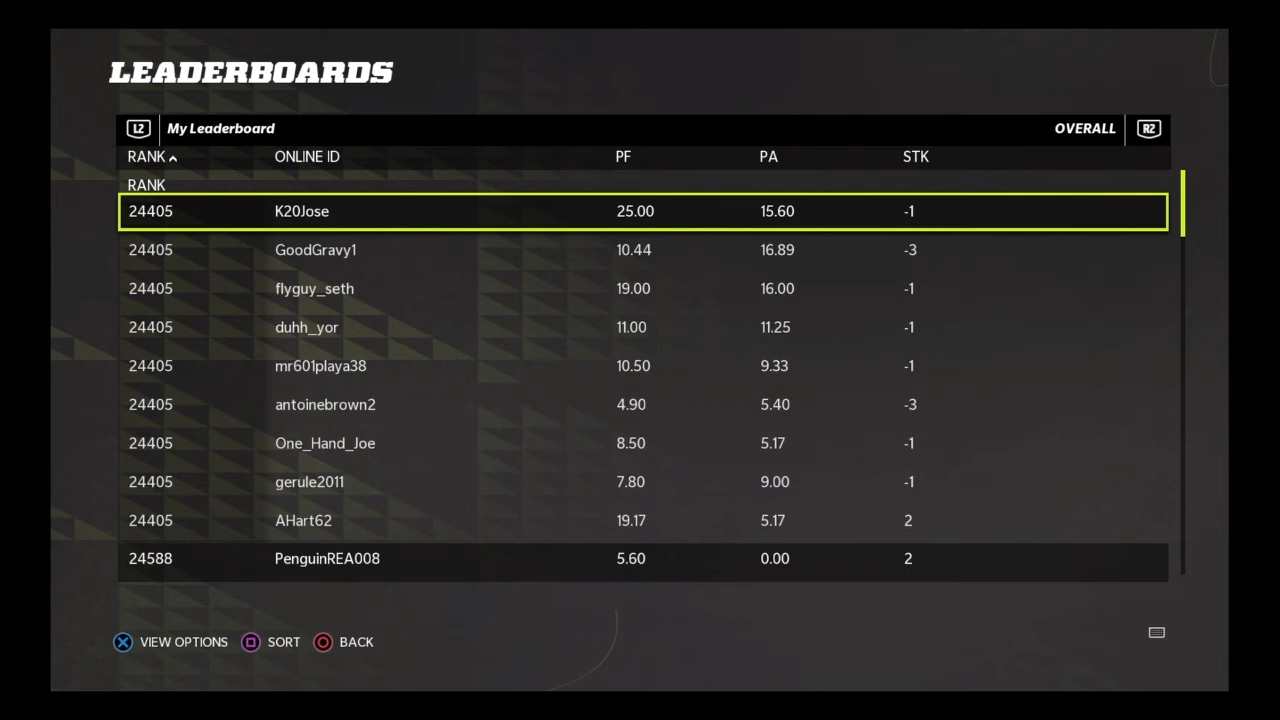 LEADERBOARDS
L2 My Leaderboard OVERALL R2
RANK ONLINE ID PF PA STK
RANK
24405 K20Jose 25.00 15.60 -1
24405 GoodGravy1 10.44 16.89 -3
24405 flyguy_seth 19.00 16.00 -1
24405 duhh_yor 11.00 11.25 -1
24405 mr601playa38 10.50 9.33 -1
24405 antoinebrown2 4.90 5.40 -3
24405 One_Hand_Joe 8.50 5.17 -1
24405 gerule2011 7.80 9.00 -1
24405 AHart62 19.17 5.17 2
24588 PenguinREA008 5.60 0.00 2
VIEW OPTIONS SORT BACK